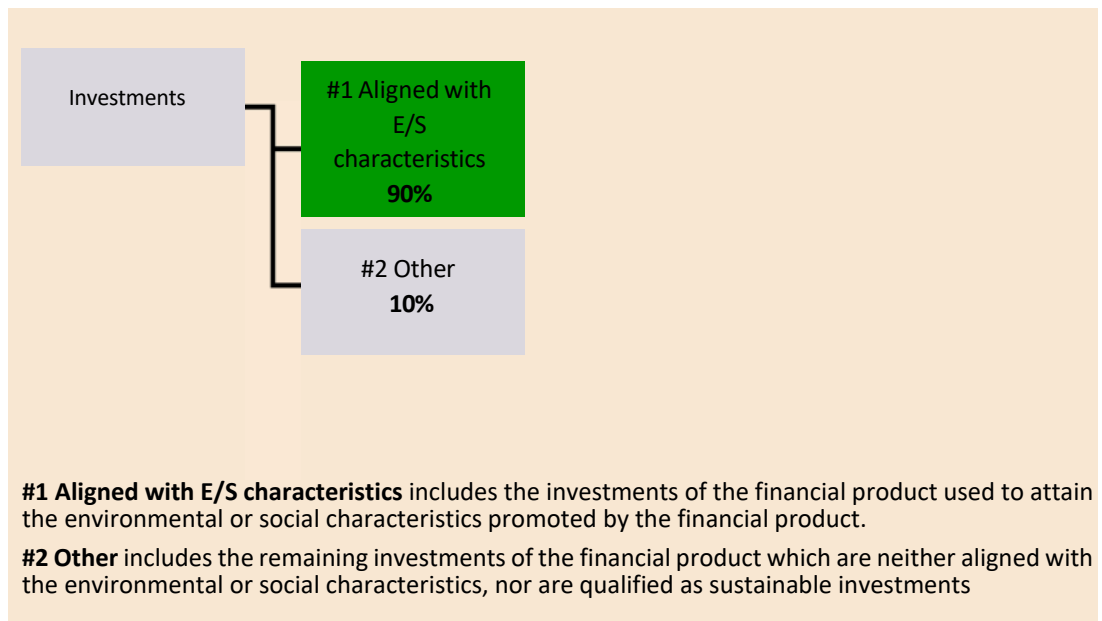 Investments
#1 Aligned with
E/S
characteristics
90%
#2 Other
10%
#1 Aligned with E/S characteristics includes the investments of the financial product used to attain
the environmental or social characteristics promoted by the financial product.
#2 Other includes the remaining investments of the financial product which are neither aligned with
the environmental or social characteristics, nor are qualified as sustainable investments